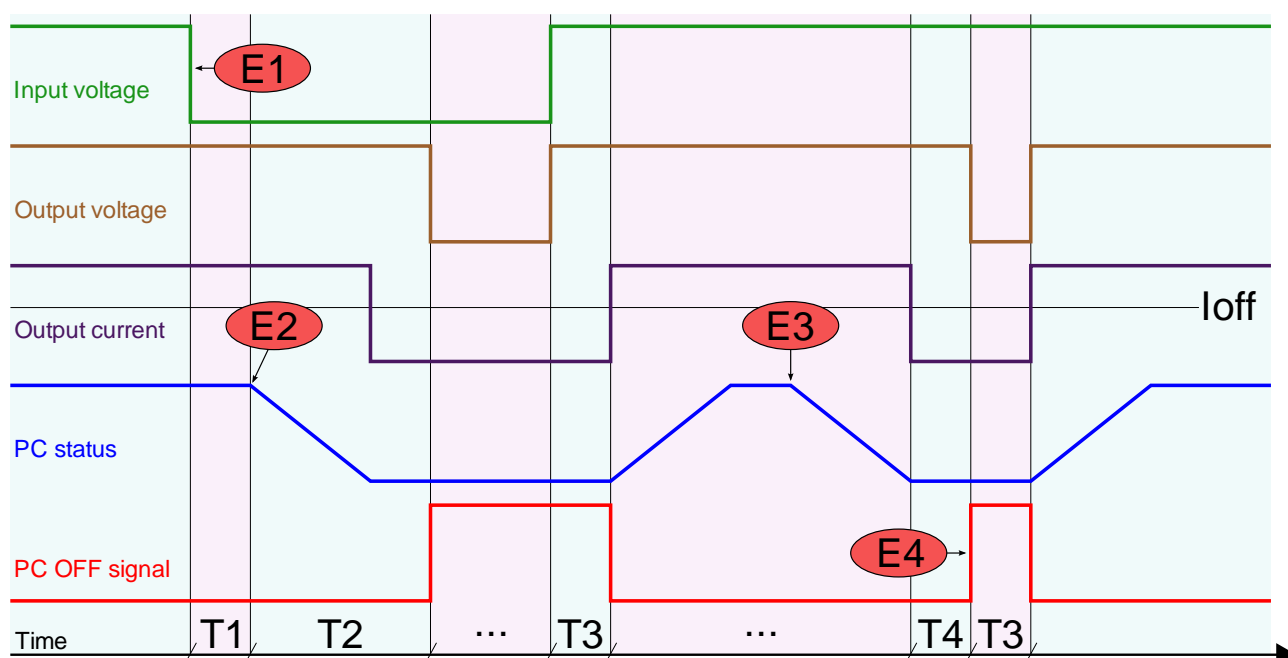 E1
Input voltage
Output voltage
Ioff
E2
E3
Output current
PC status
E4
PC OFF signal
Time T1 T2 ... T3 ... T4 T3